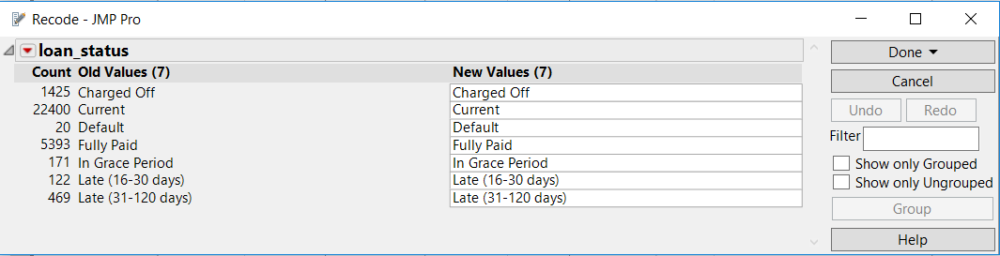 Recode - JMP Pro
loan_status
Count Old Values (7) New Values (7)
1425 Charged Off Charged Off
22400 Current Current
20 Default Default
5393 Fully Paid Fully Paid
171 In Grace Period In Grace Period
122 Late (16-30 days) Late (16-30 days)
469 Late (31-120 days) Late (31-120 days)
Done
Cancel
Undo Redo
Filter
Show only Grouped
Show only Ungrouped
Group
Help